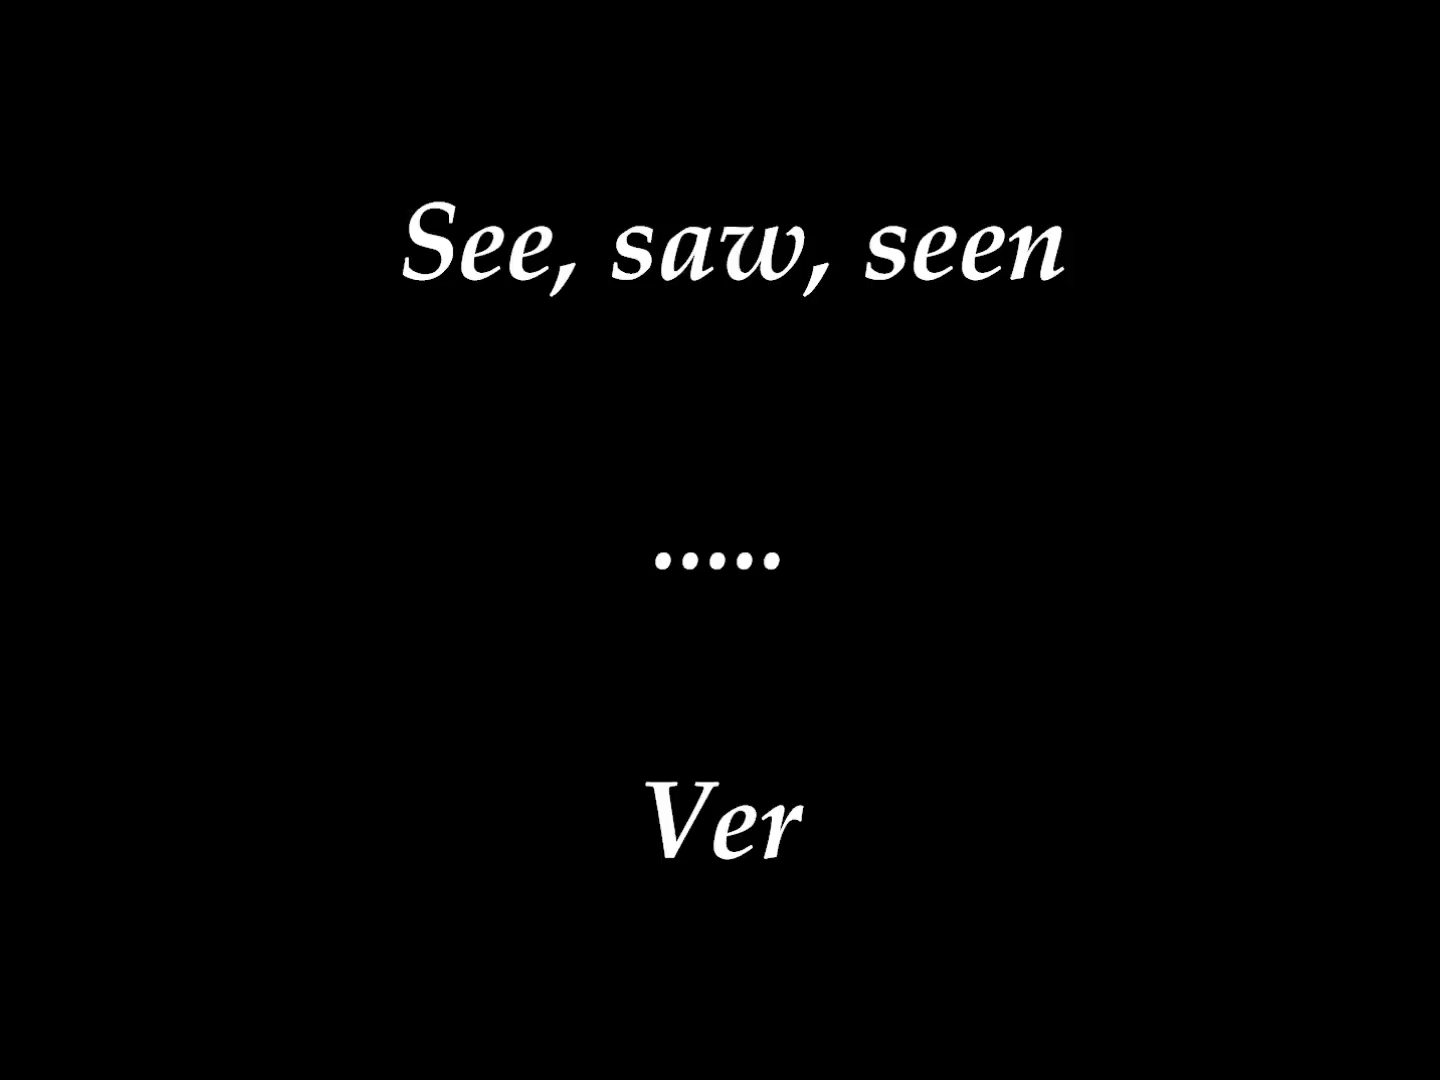 See, saw, seen
.....
Ver